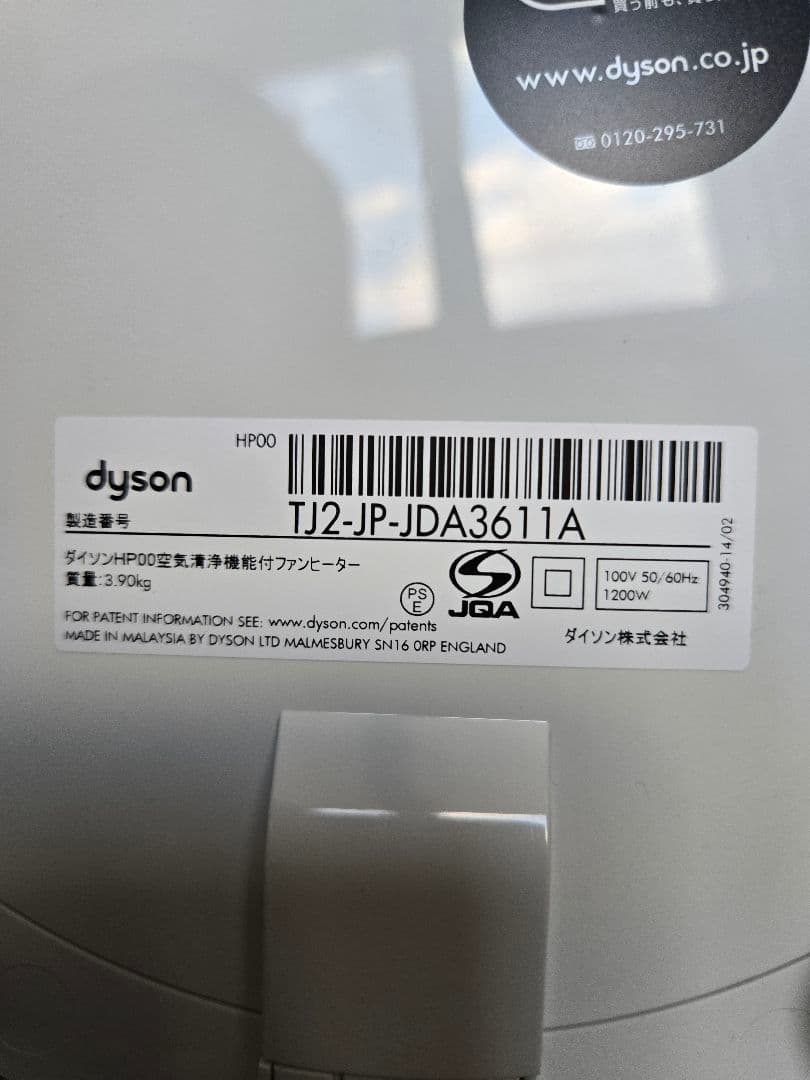 www.dyson.co.jp
0120-295-731
HP00
dyson
製造番号
TJ2-JP-JDA3611A
ダイソンHP00空気清浄機能付ファンヒーター
質量:3.90kg
PS
E
JQA
100V 50/60Hz
1200W
304940-14/02
FOR PATENT INFORMATION SEE: www.dyson.com/patents
MADE IN MALAYSIA BY DYSON LTD MALMESBURY SN16 0RP ENGLAND
ダイソン株式会社